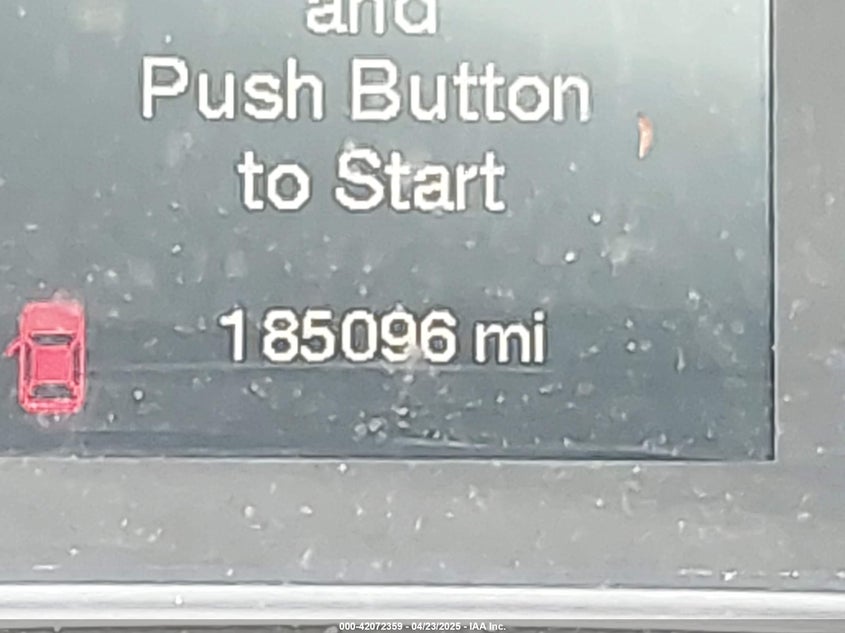 and
Push Button
to Start
185096 mi
000-42072359 - 04/23/2025 - IAA Inc.